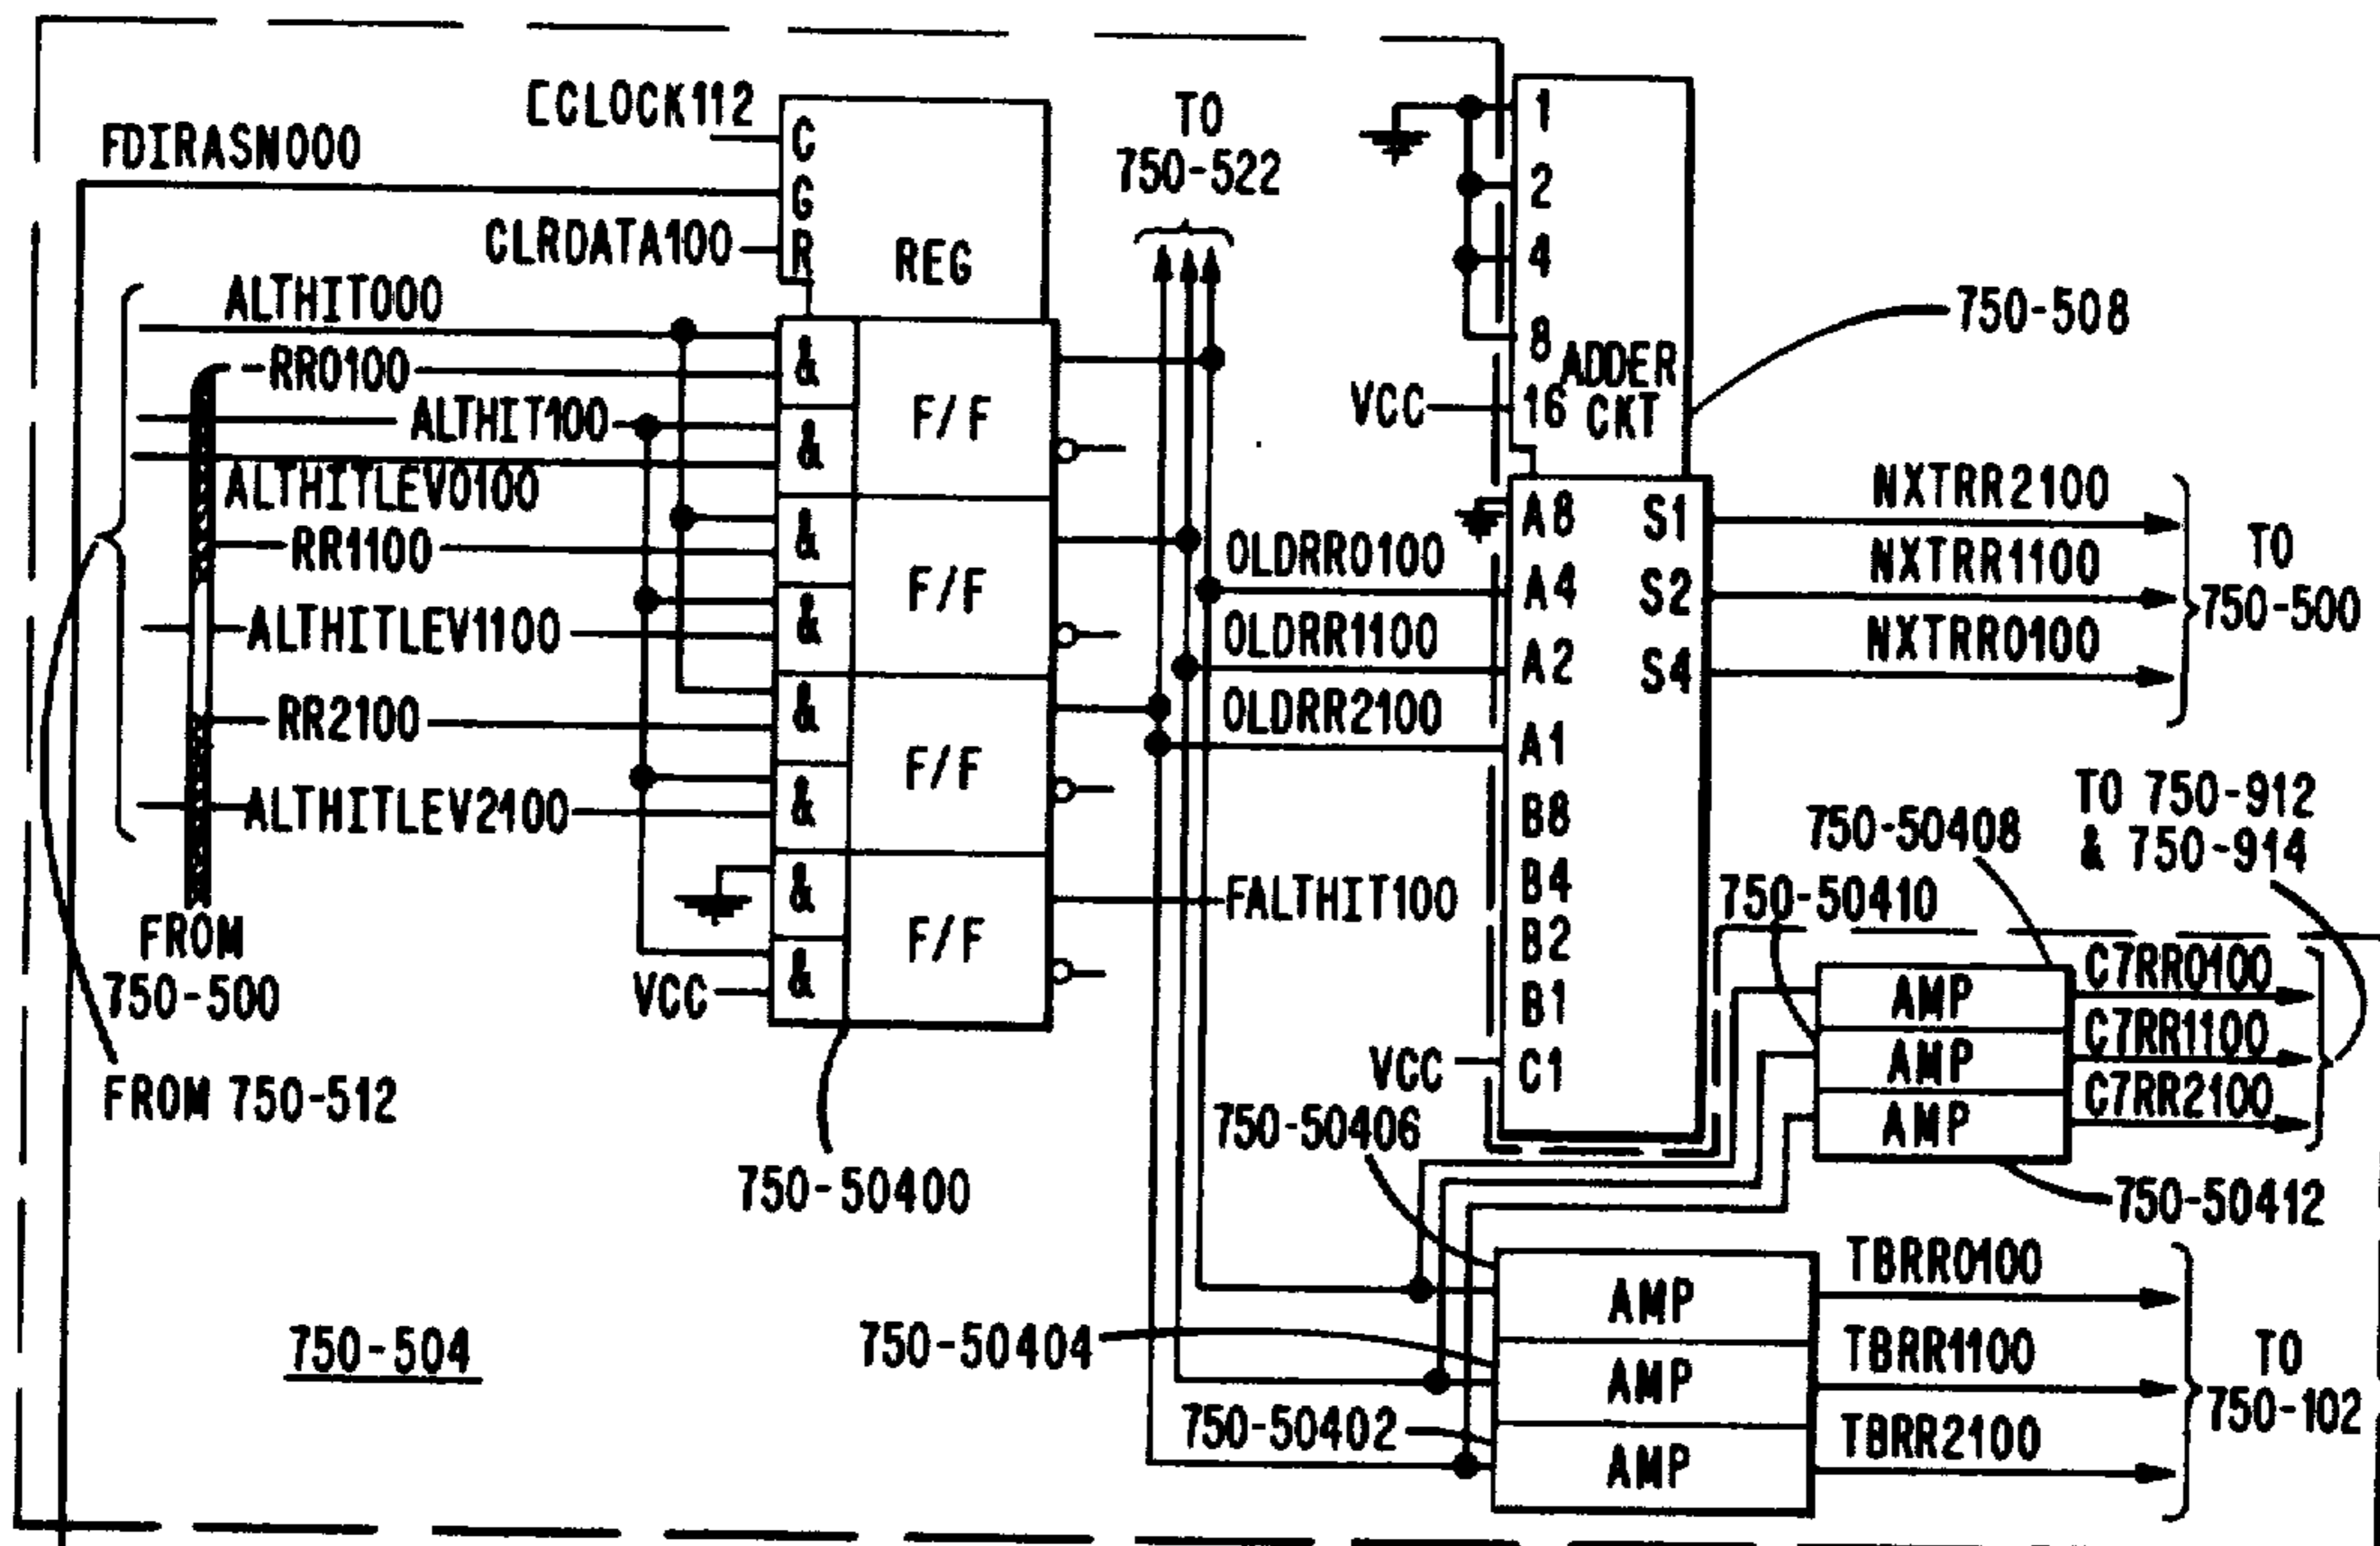 [CLOCK112
FDIRASN000
C
G
CLRDATA100
R
REG
ALTHIT000
RR0100
ALTHIT100
ALTHITLEV0100
RR1100
ALTHITLEV1100
RR2100
ALTHITLEV2100
VCC
&
&
&
&
&
&
&
&
F/F
F/F
F/F
F/F
FROM
750-500
FROM 750-512
750-50400
750-504
TO
750-522
FALTHIT100
1
2
4
8
16
VCC
ADDER
CKT
750-508
OLDRR0100
OLDRR1100
OLDRR2100
A8
A4
A2
A1
B8
B4
B2
B1
C1
VCC
S1
S2
S4
NXTRR2100
NXTRR1100
NXTRR0100
TO
750-500
TO 750-912
& 750-914
750-50408
750-50410
AMP
AMP
AMP
C7RR0100
C7RR1100
C7RR2100
750-50412
750-50406
750-50404
750-50402
AMP
AMP
AMP
TBRR0100
TBRR1100
TBRR2100
TO
750-102